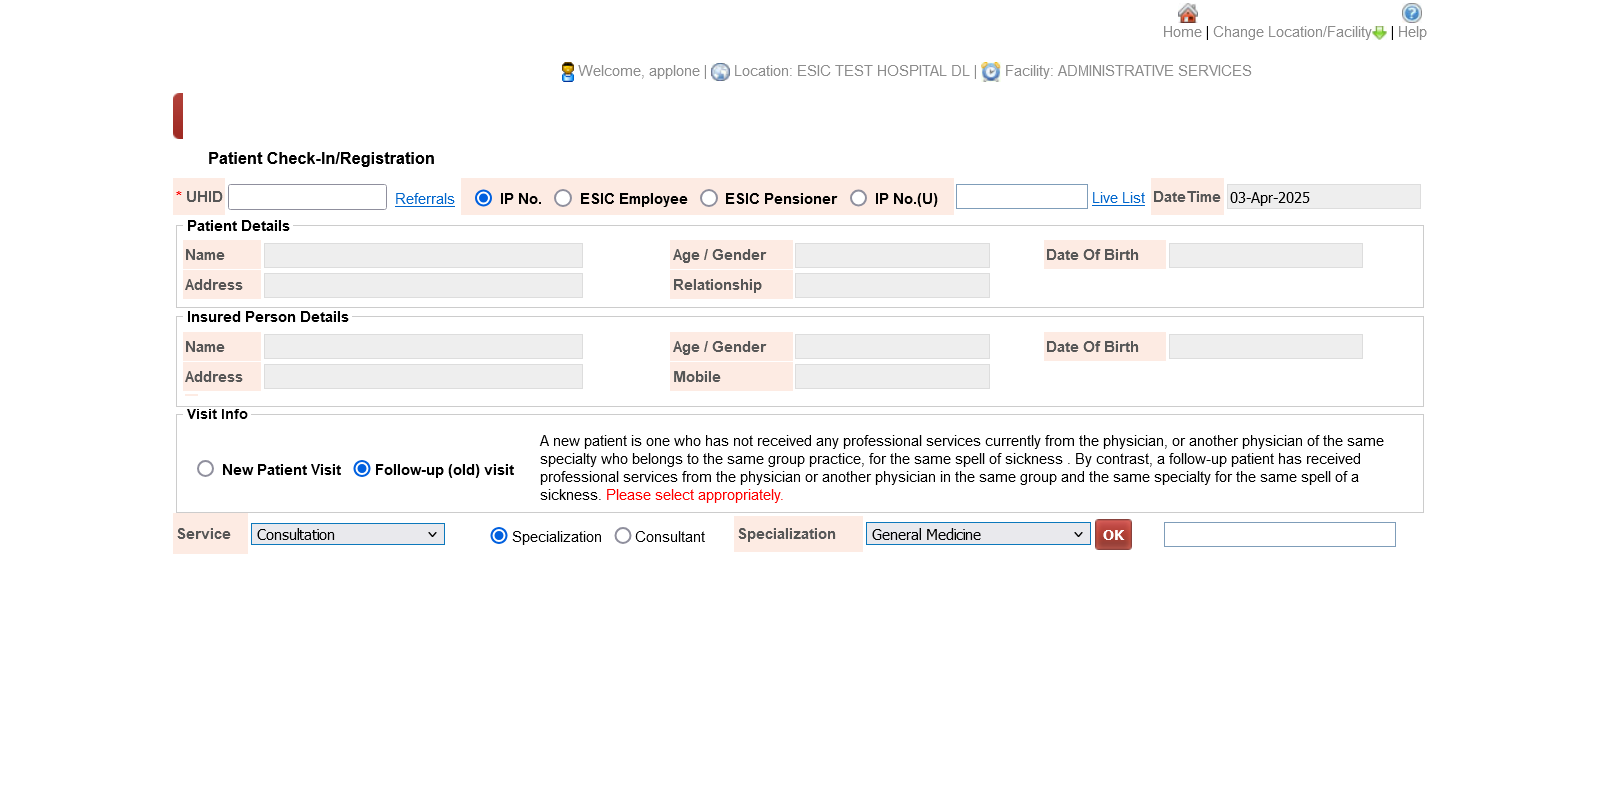 Home | Change Location/Facility | Help
Welcome, applone | Location: ESIC TEST HOSPITAL DL | Facility: ADMINISTRATIVE SERVICES
Patient Check-In/Registration
* UHID Referrals IP No. ESIC Employee ESIC Pensioner IP No.(U) Live List DateTime 03-Apr-2025
Patient Details
Name Age / Gender Date Of Birth
Address Relationship
Insured Person Details
Name Age / Gender Date Of Birth
Address Mobile
Visit Info
A new patient is one who has not received any professional services currently from the physician, or another physician of the same
specialty who belongs to the same group practice, for the same spell of sickness . By contrast, a follow-up patient has received
New Patient Visit Follow-up (old) visit
professional services from the physician or another physician in the same group and the same specialty for the same spell of a
sickness. Please select appropriately.
Service Consultation Specialization Consultant Specialization General Medicine OK